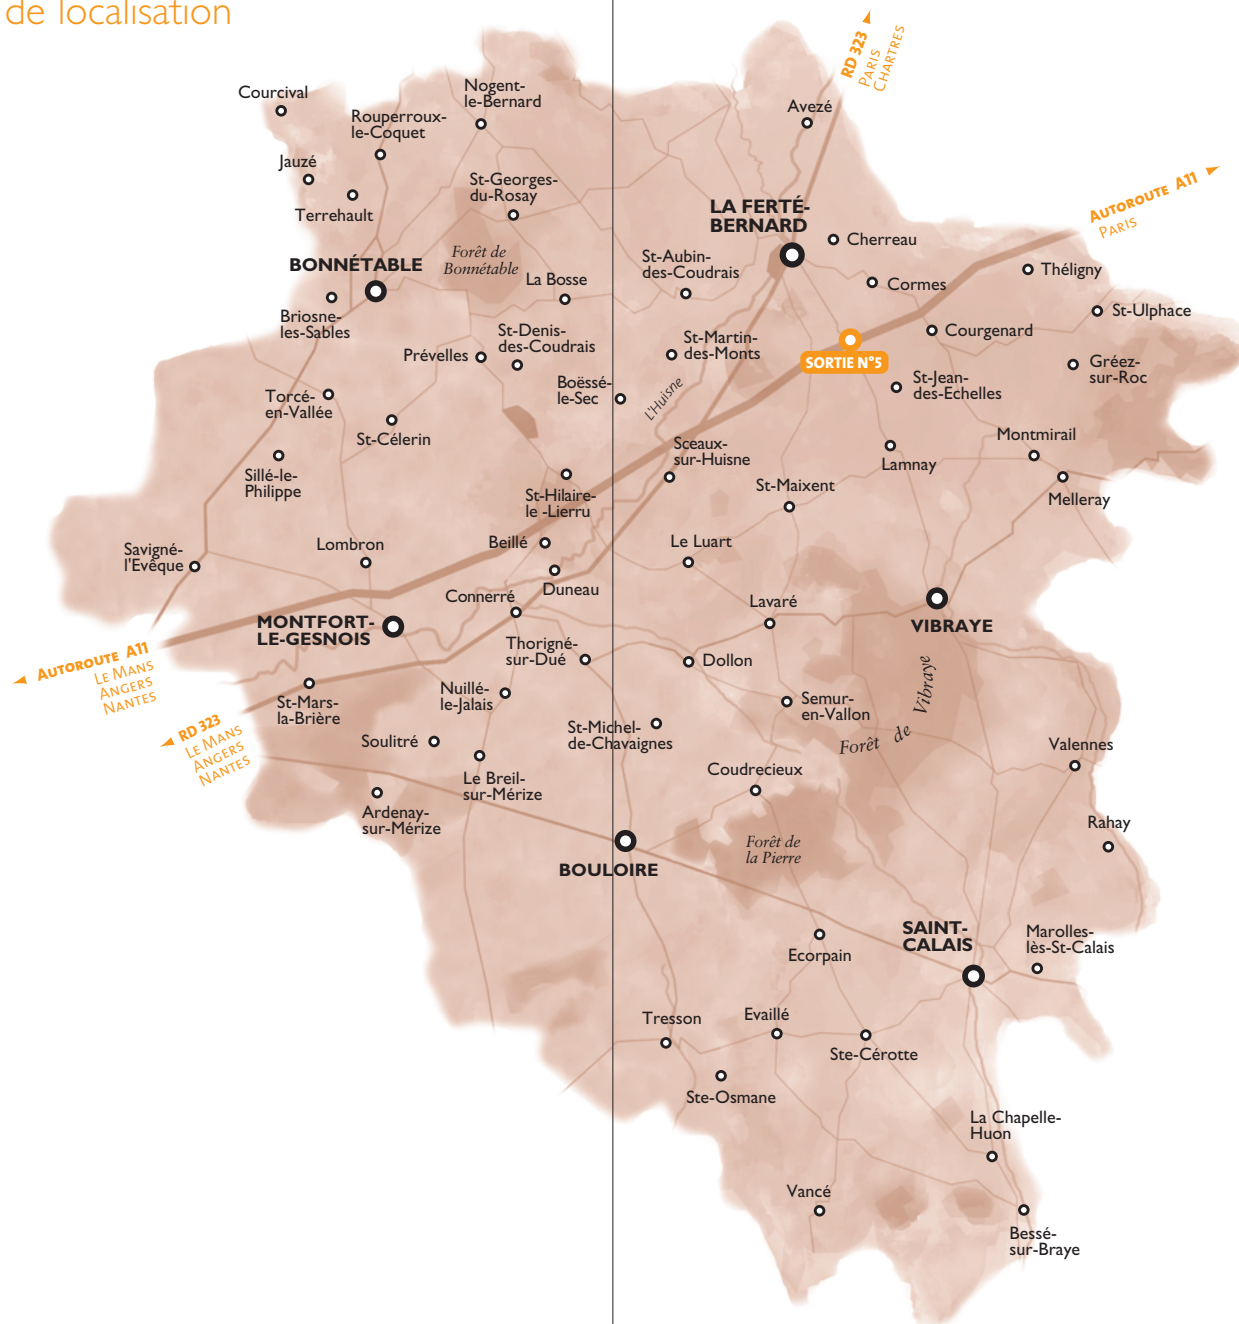 de localisation
RD 323
PARIS
CHARTRES
Courcival
Nogent-
le-Bernard
Rouperroux-
le-Coquet
Avezé
Jauzé
St-Georges-
du-Rosay
Terrehault
AUTOROUTE A11
PARIS
LA FERTÉ-
BERNARD
Cherreau
BONNÉTABLE
Forêt de
Bonnétable
St-Aubin-
des-Coudrais
La Bosse
Cormes
Théligny
Briosne-
les-Sables
St-Ulphace
St-Denis-
des-Coudrais
Courgenard
Prévelles
St-Martin-
des-Monts
SORTIE N°5
Gréez-
sur-Roc
Boëssé-
le-Sec
L'Huisne
St-Jean-
des-Echelles
Torcé-
en-Vallée
St-Célerin
Montmirail
Sceaux-
sur-Huisne
Lamnay
Sillé-le-
Philippe
St-Hilaire-
le -Lierru
St-Maixent
Melleray
Savigné-
l'Evêque
Lombron
Beillé
Le Luart
Duneau
Connerré
Lavaré
MONTFORT-
LE-GESNOIS
VIBRAYE
Thorigné-
sur-Dué
Dollon
AUTOROUTE A11
LE MANS
ANGERS
NANTES
St-Mars-
la-Brière
Nuillé-
le-Jalais
Semur-
en-Vallon
Forêt de Vibraye
RD 323
LE MANS
ANGERS
NANTES
Soulitré
St-Michel-
de-Chavaignes
Valennes
Le Breil-
sur-Mérize
Coudrecieux
Ardenay-
sur-Mérize
Rahay
Forêt de
la Pierre
BOULOIRE
SAINT-
CALAIS
Marolles-
lès-St-Calais
Ecorpain
Tresson
Evaillé
Ste-Cérotte
Ste-Osmane
La Chapelle-
Huon
Vancé
Bessé-
sur-Braye